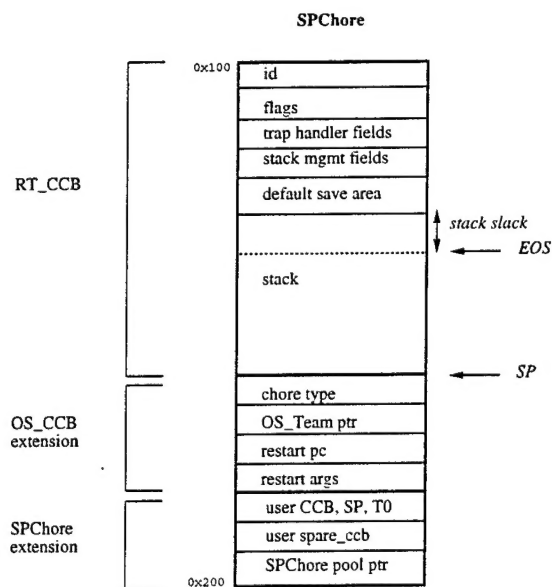 SPChore
0x100
id
flags
trap handler fields
stack mgmt fields
RT_CCB
default save area
stack slack
EOS
stack
SP
chore type
OS_CCB
extension
OS_Team ptr
restart pc
restart args
user CCB, SP, T0
SPChore
extension
user spare_ccb
SPChore pool ptr
0x200